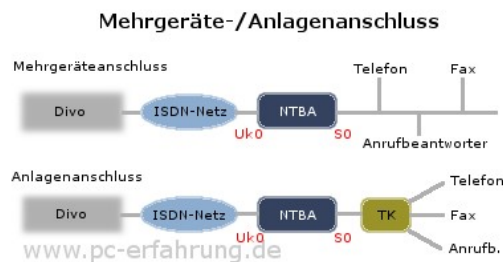 Mehrgeräte-/Anlagenanschluss
Mehrgeräteanschluss
Telefon Fax
Divo ISDN-Netz NTBA
Uk0 S0
Anrufbeantworter
Anlagenanschluss
Telefon
Divo ISDN-Netz NTBA TK Fax
Uk0 S0
Anrufb.
www.pc-erfahrung.de